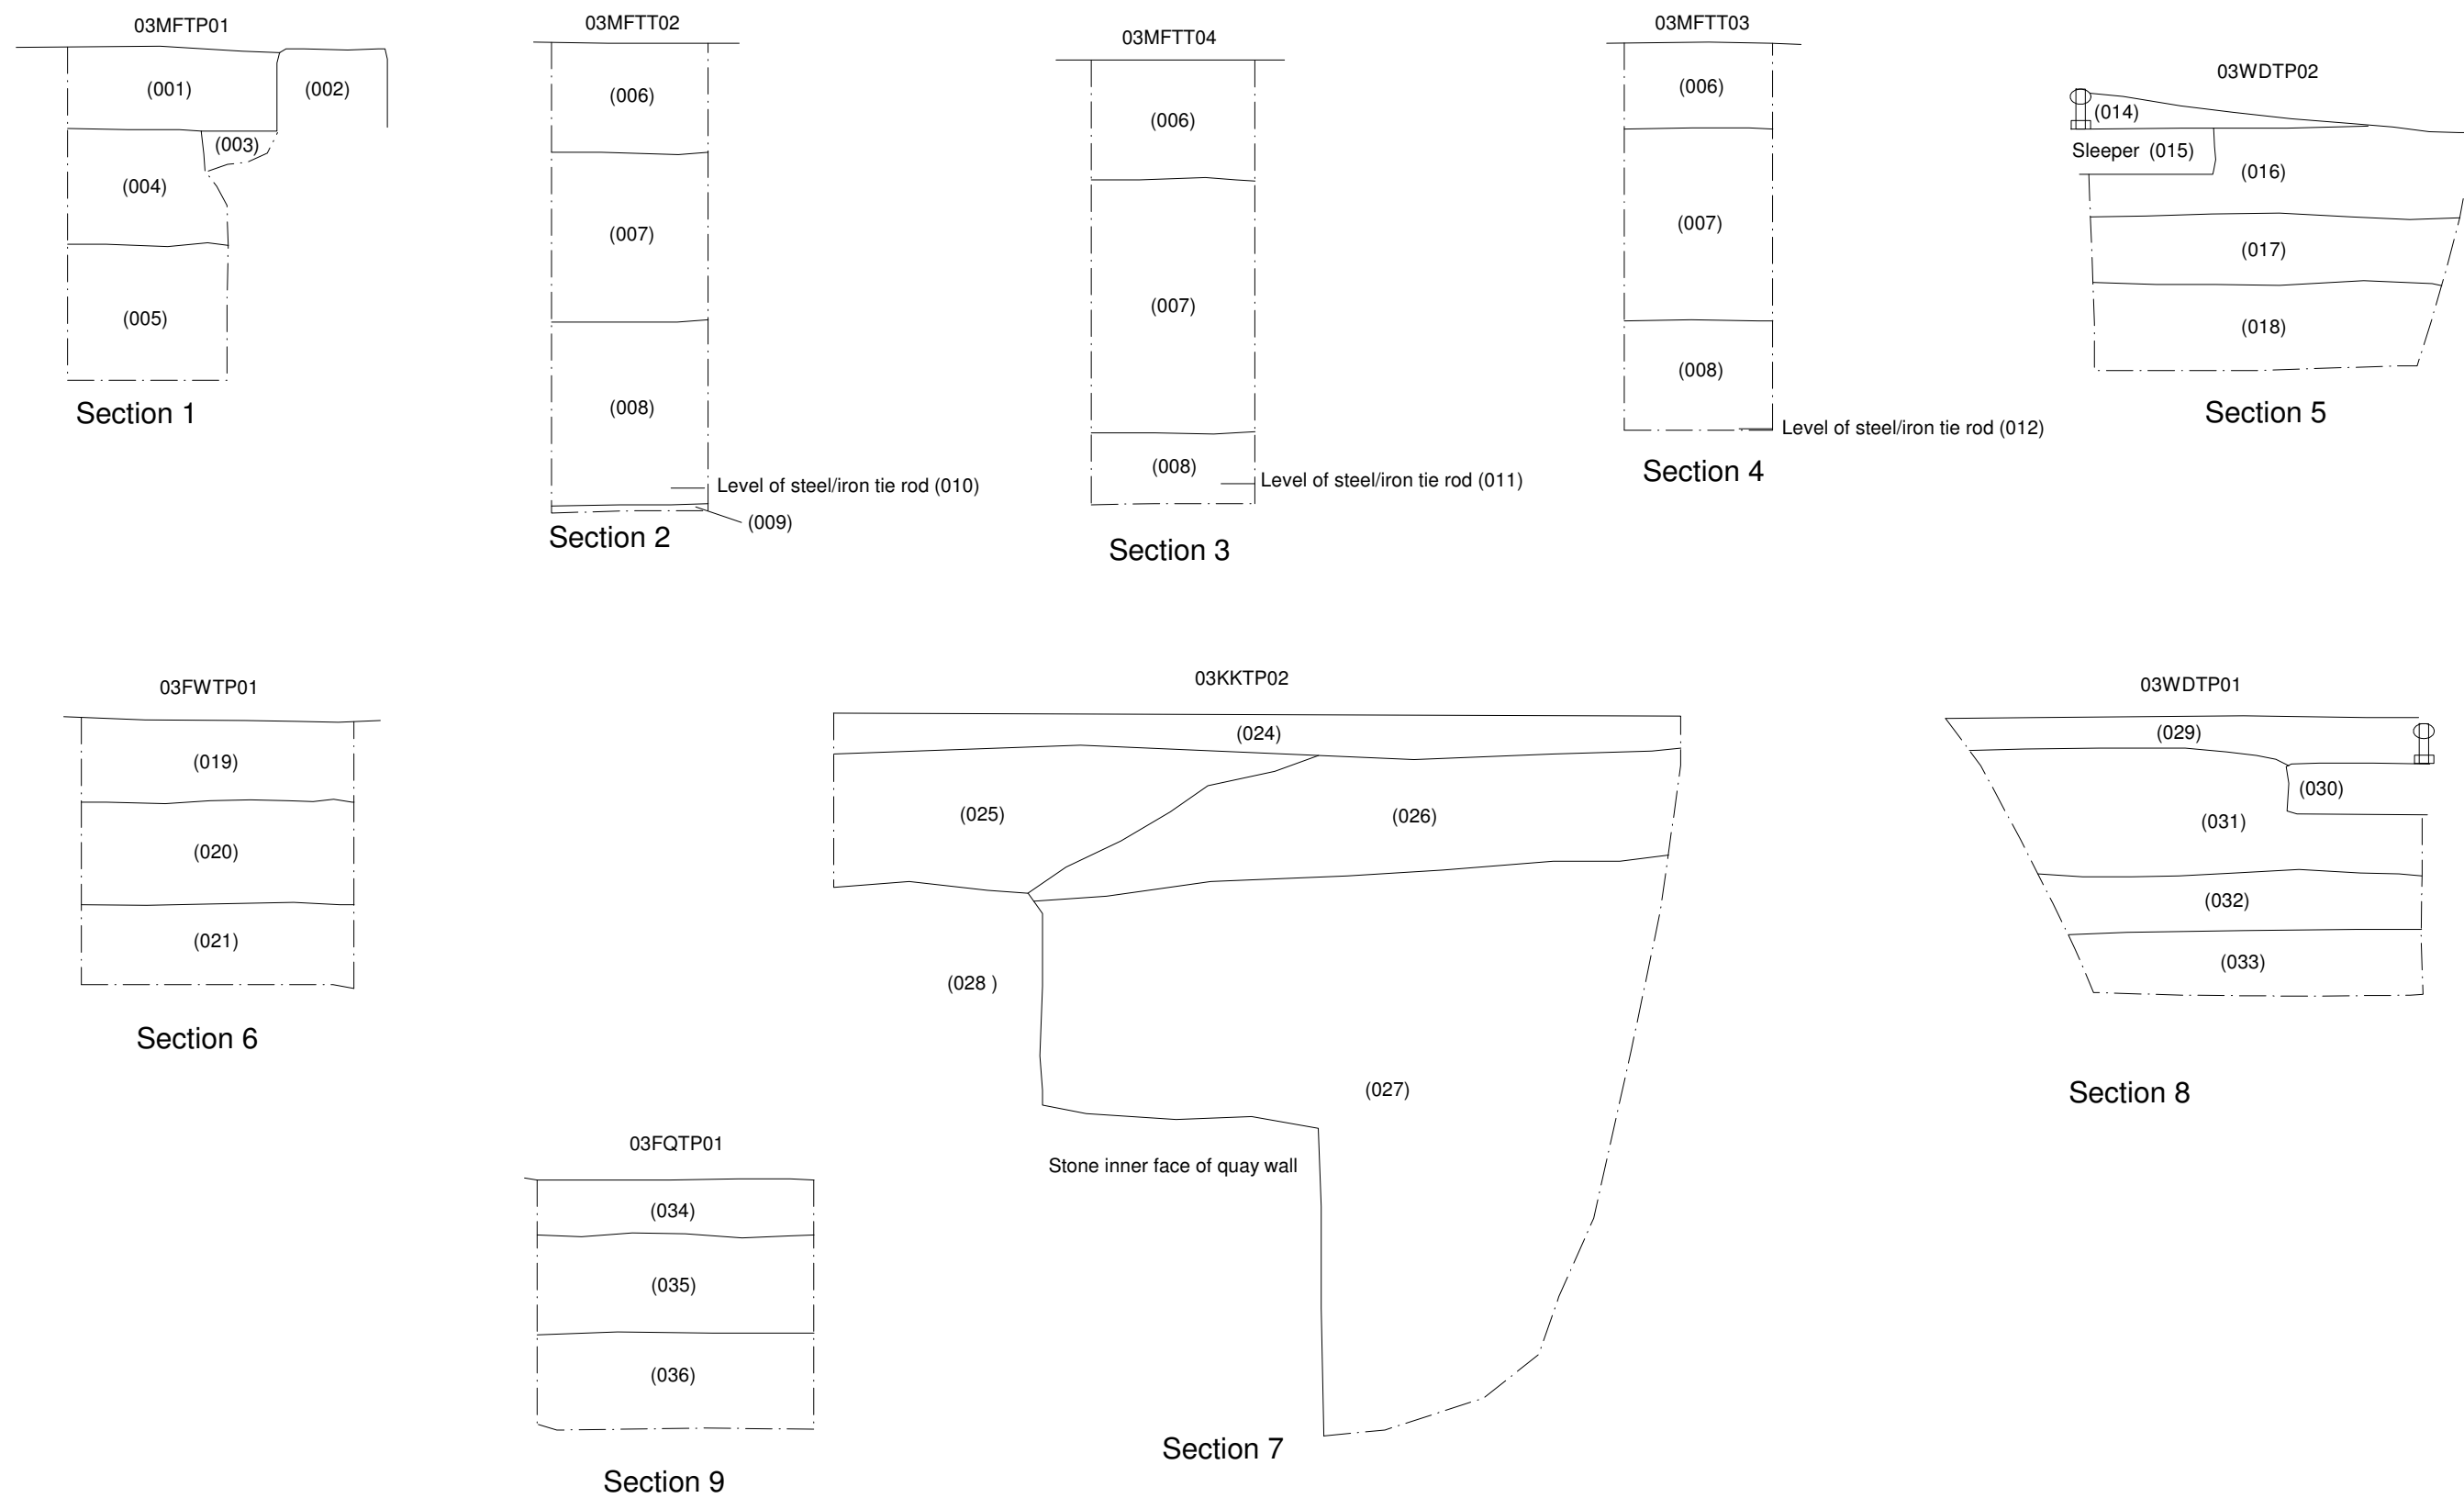 03MFTP01
(001)
(002)
(003)
(004)
(005)
Section 1
03MFTT02
(006)
(007)
(008)
Level of steel/iron tie rod (010)
(009)
Section 2
03MFTT04
(006)
(007)
(008)
Level of steel/iron tie rod (011)
Section 3
03MFTT03
(006)
(007)
(008)
Level of steel/iron tie rod (012)
Section 4
03WDTP02
(014)
Sleeper (015)
(016)
(017)
(018)
Section 5
03FWTP01
(019)
(020)
(021)
Section 6
03KKTP02
(024)
(025)
(026)
(028 )
(027)
Stone inner face of quay wall
Section 7
03WDTP01
(029)
(030)
(031)
(032)
(033)
Section 8
03FQTP01
(034)
(035)
(036)
Section 9